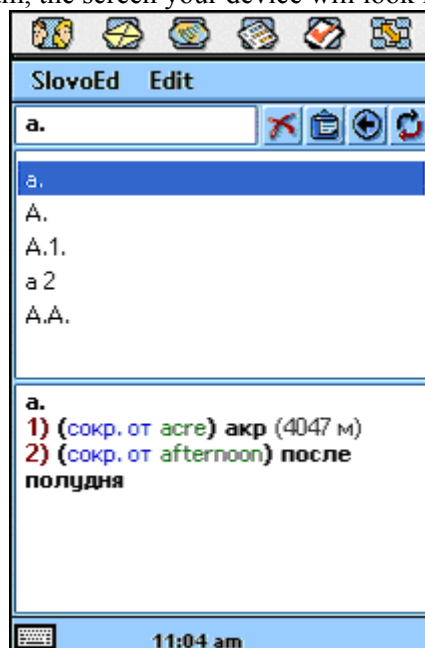 the screen your device will look
SlovoEd Edit
a.
a.
A.
A.1.
a 2
A.A.
a.
1) (сокр. от acre) акр (4047 м)
2) (сокр. от afternoon) после
полудня
11:04 am